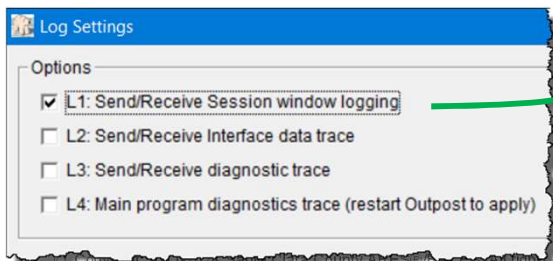 Log Settings
Options
L1: Send/Receive Session window logging
L2: Send/Receive Interface data trace
L3: Send/Receive diagnostic trace
L4: Main program diagnostics trace (restart Outpost to apply)